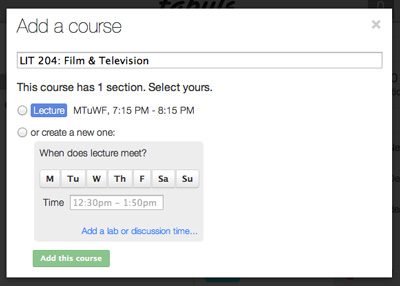 Add a course ×
LIT 204: Film & Television
This course has 1 section. Select yours.
Lecture MTuWF, 7:15 PM - 8:15 PM
or create a new one:
When does lecture meet?
M Tu W Th F Sa Su
Time 12:30pm – 1:50pm
Add a lab or discussion time...
Add this course